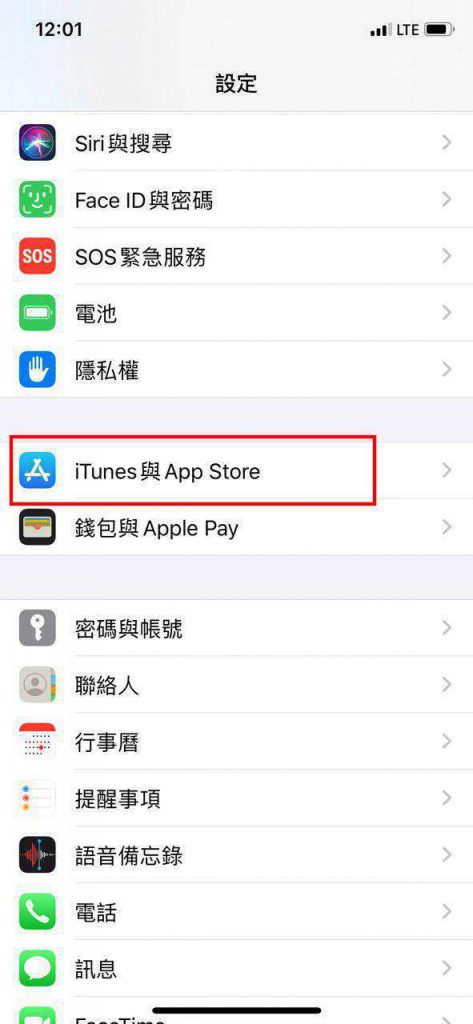 12:01
LTE
設定
Siri與搜尋
Face ID與密碼
SOS
SOS緊急服務
電池
隱私權
iTunes與App Store
錢包與Apple Pay
密碼與帳號
聯絡人
行事曆
提醒事項
語音備忘錄
電話
訊息
FaceTime